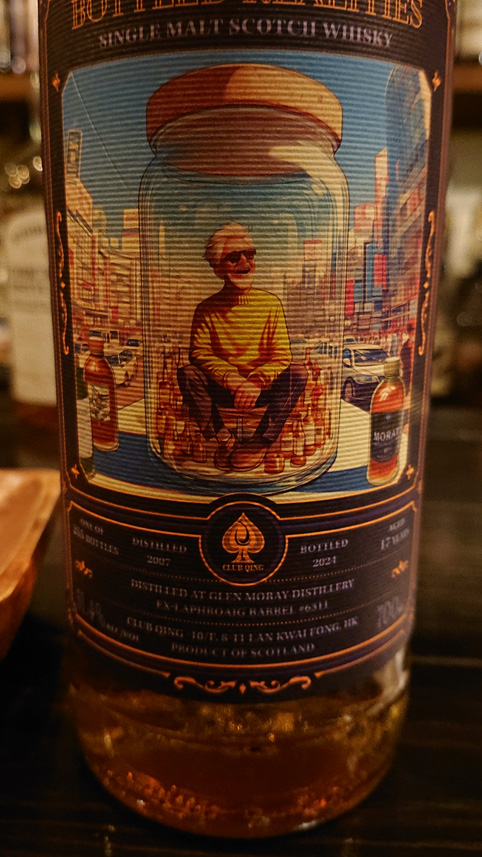 BOTTLED REALITIES
SINGLE MALT SCOTCH WHISKY
MORAY
ONE OF
BOTTLES
DISTILLED
2007
CLUB QING
BOTTLED
2024
AGED
17 YEARS
DISTILLED AT GLEN MORAY DISTILLERY
EX-LAPHROAIG BARREL #6311
CLUB QING 10/F, 8-11 LAN KWAI FONG, HK
PRODUCT OF SCOTLAND